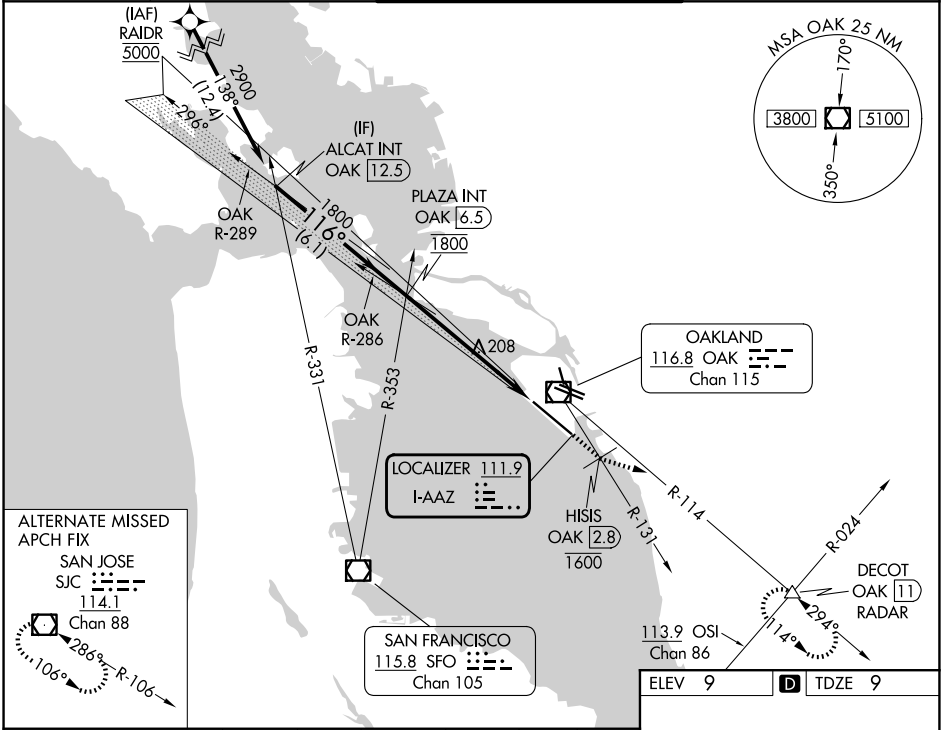 (IAF)
RAIDR
5000
2900
138°
(12.4)
296°
(IF)
ALCAT INT
OAK 12.5
PLAZA INT
OAK 6.5
1800
1800
116°
(6.1)
OAK
R-289
OAK
R-286
R-331
R-353
208
MSA OAK 25 NM
170°
3800
5100
350°
OAKLAND
116.8 OAK
Chan 115
LOCALIZER 111.9
I-AAZ
HISIS
OAK 2.8
1600
R-131
R-114
R-024
DECOT
OAK 11
RADAR
294°
114°
113.9 OSI
Chan 86
SAN FRANCISCO
115.8 SFO
Chan 105
ALTERNATE MISSED
APCH FIX
SAN JOSE
SJC
114.1
Chan 88
286°
106°
R-106
ELEV 9
D
TDZE 9